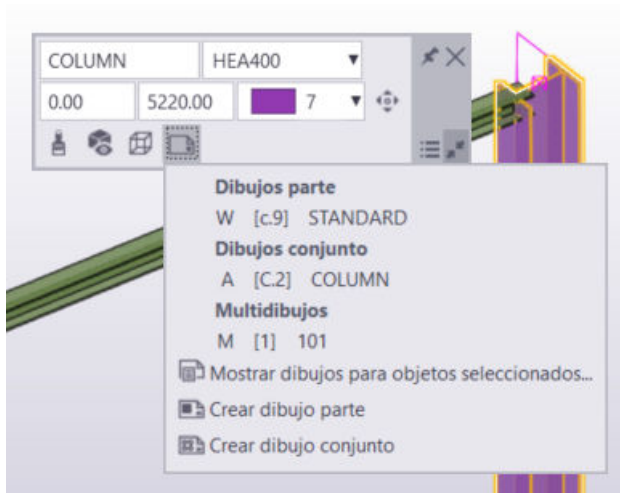 COLUMN HEA400
0.00 5220.00 7
Dibujos parte
W [c.9] STANDARD
Dibujos conjunto
A [C.2] COLUMN
Multidibujos
M [1] 101
Mostrar dibujos para objetos seleccionados...
Crear dibujo parte
Crear dibujo conjunto